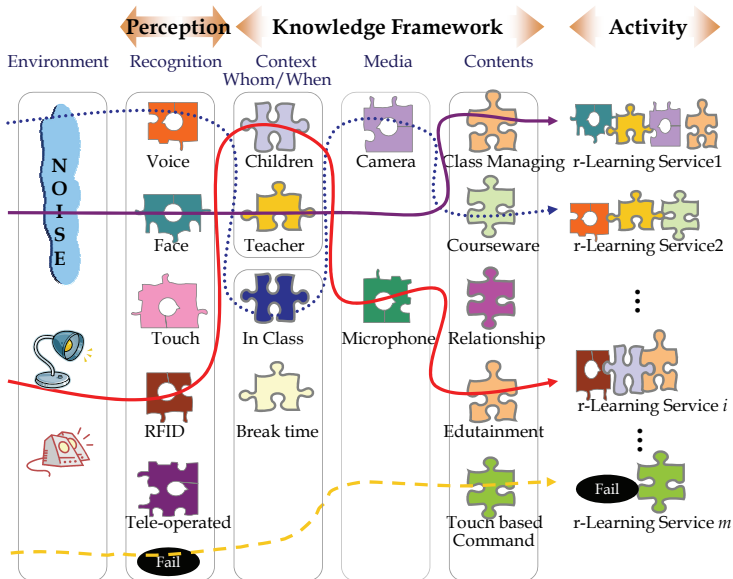 Perception
Knowledge Framework
Activity
Environment
Recognition
Context
Whom/When
Media
Contents
NOISE
Voice
Children
Camera
Class Managing
r-Learning Service1
Face
Teacher
Courseware
r-Learning Service2
Touch
In Class
Microphone
Relationship
RFID
Break time
Edutainment
r-Learning Service i
Tele-operated
Touch based
Command
Fail
r-Learning Service m
Fail